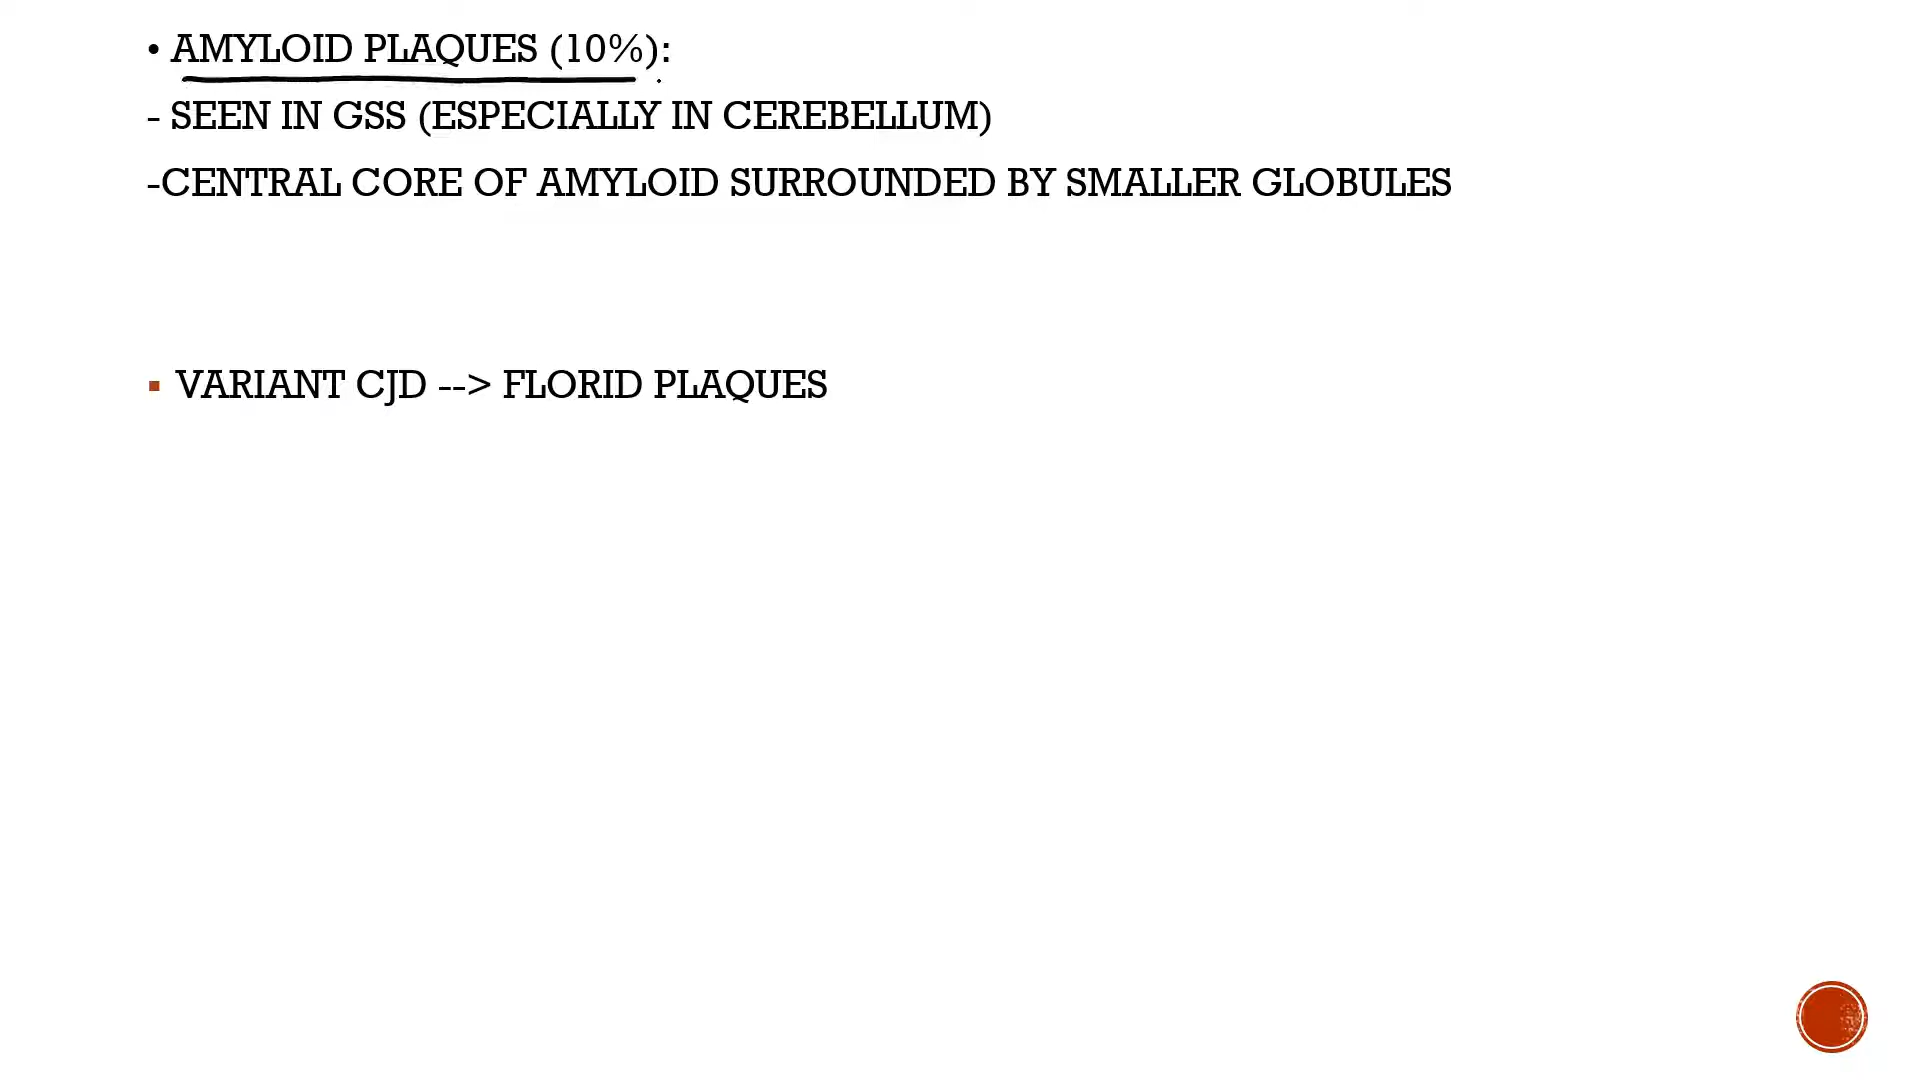 • AMYLOID PLAQUES (10%):
- SEEN IN GSS (ESPECIALLY IN CEREBELLUM)
-CENTRAL CORE OF AMYLOID SURROUNDED BY SMALLER GLOBULES
▪ VARIANT CJD --> FLORID PLAQUES